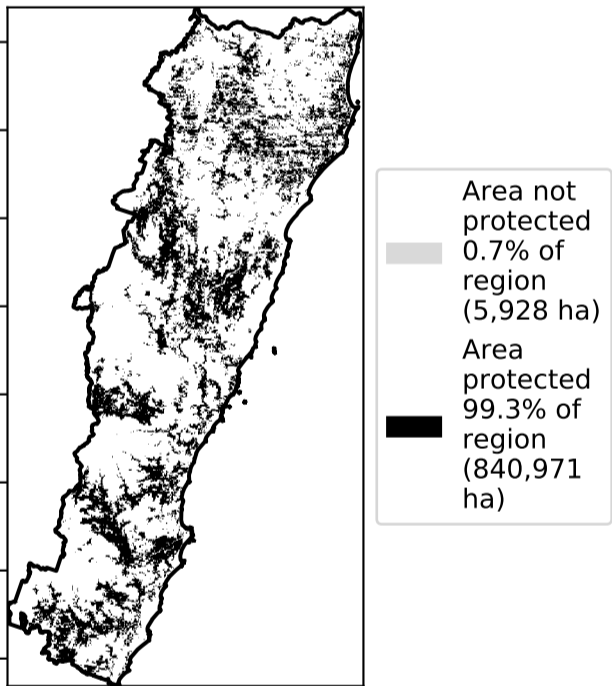 Area not
protected
0.7% of
region
(5,928 ha)
Area
protected
99.3% of
region
(840,971
ha)